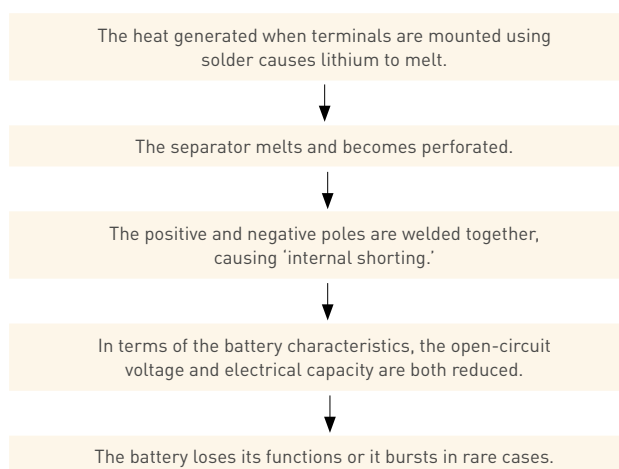 The heat generated when terminals are mounted using
solder causes lithium to melt.
The separator melts and becomes perforated.
The positive and negative poles are welded together,
causing ‘internal shorting.’
In terms of the battery characteristics, the open-circuit
voltage and electrical capacity are both reduced.
The battery loses its functions or it bursts in rare cases.